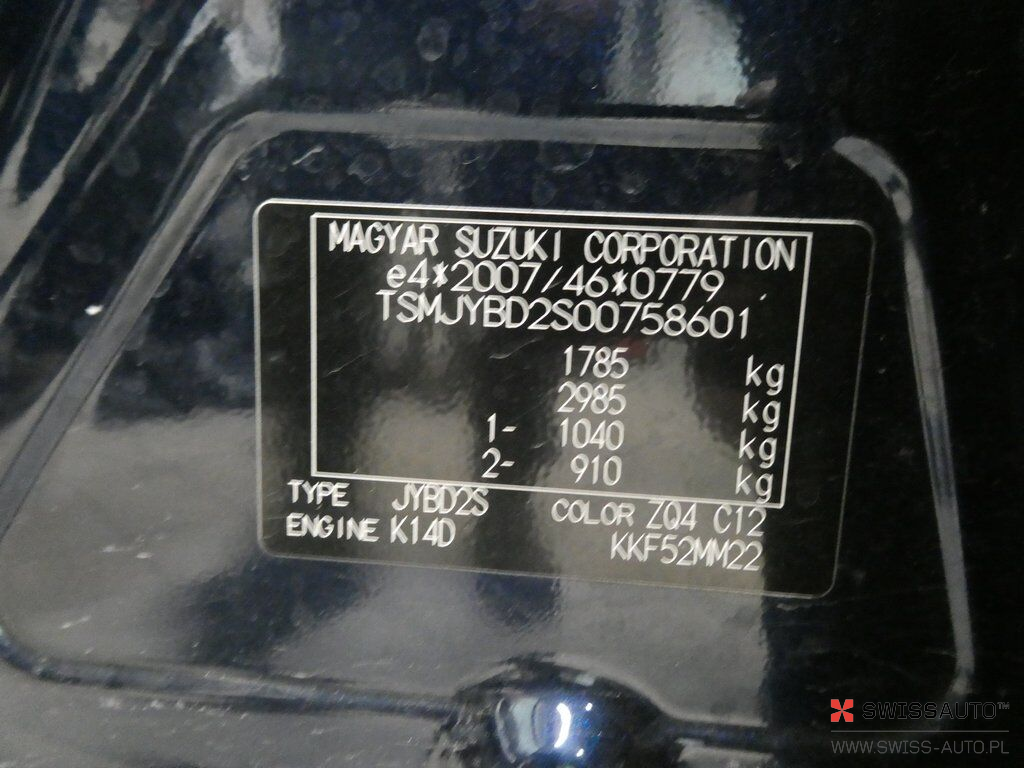 MAGYAR SUZUKI CORPORATION
e4*2007/46*0779
TSMJYBD2S00758601
1785 kg
2985 kg
1- 1040 kg
2- 910 kg
TYPE JYBD2S COLOR ZQ4 C12
ENGINE K14D KKF52MM22
SWISSAUTO™
WWW.SWISS-AUTO.PL